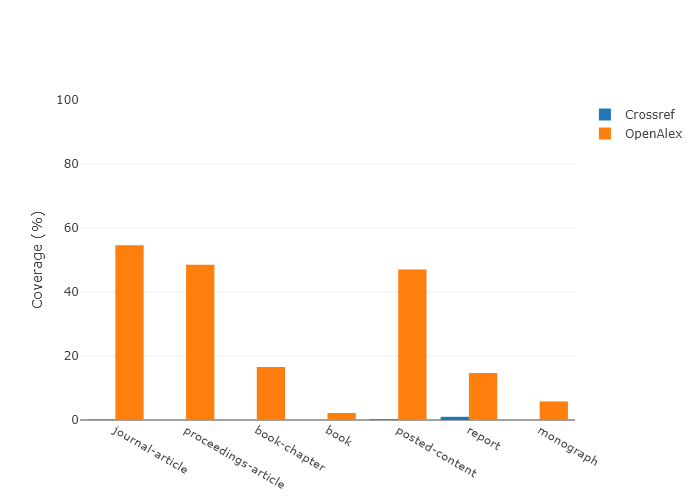 100
80
60
40
20
0
Coverage (%)
journal-article
proceedings-article
book-chapter
book
posted-content
report
monograph
Crossref
OpenAlex